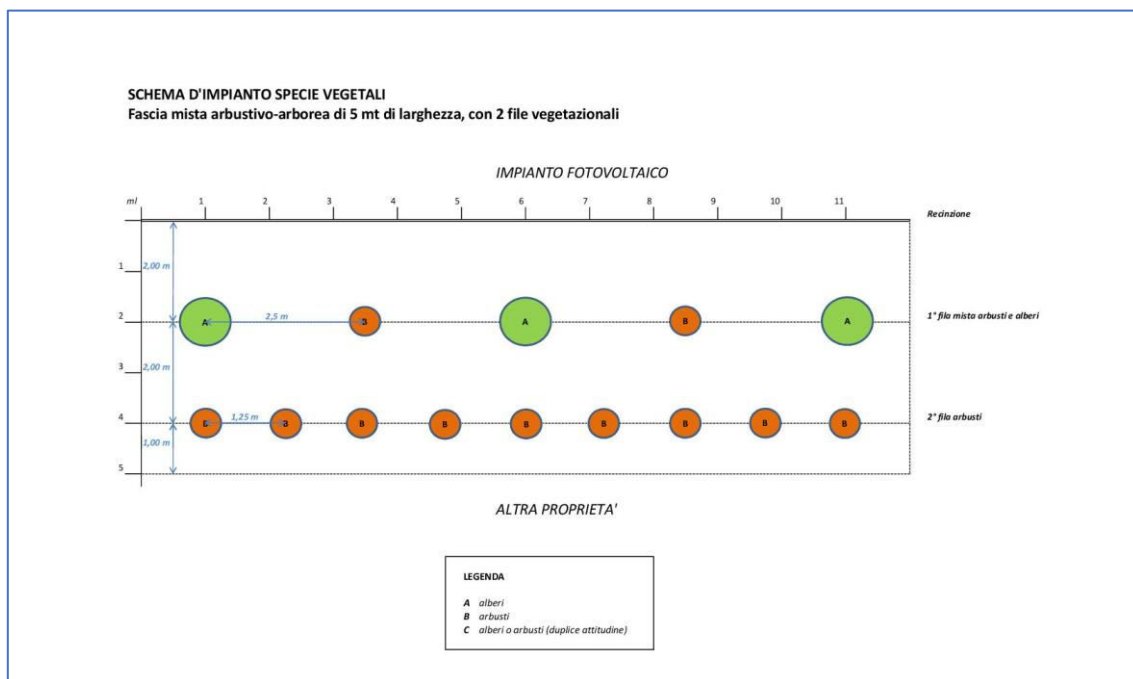 SCHEMA D'IMPIANTO SPECIE VEGETALI
Fascia mista arbustivo-arborea di 5 mt di larghezza, con 2 file vegetazionali
IMPIANTO FOTOVOLTAICO
ml 1 2 3 4 5 6 7 8 9 10 11
Recinzione
1 2,00 m
2 A 2,5 m B A B A 1° fila mista arbusti e alberi
3 2,00 m
4 B 1,25 m B B B B B B B B 2° fila arbusti
1,00 m
5
ALTRA PROPRIETA'
LEGENDA
A alberi
B arbusti
C alberi o arbusti (duplice attitudine)